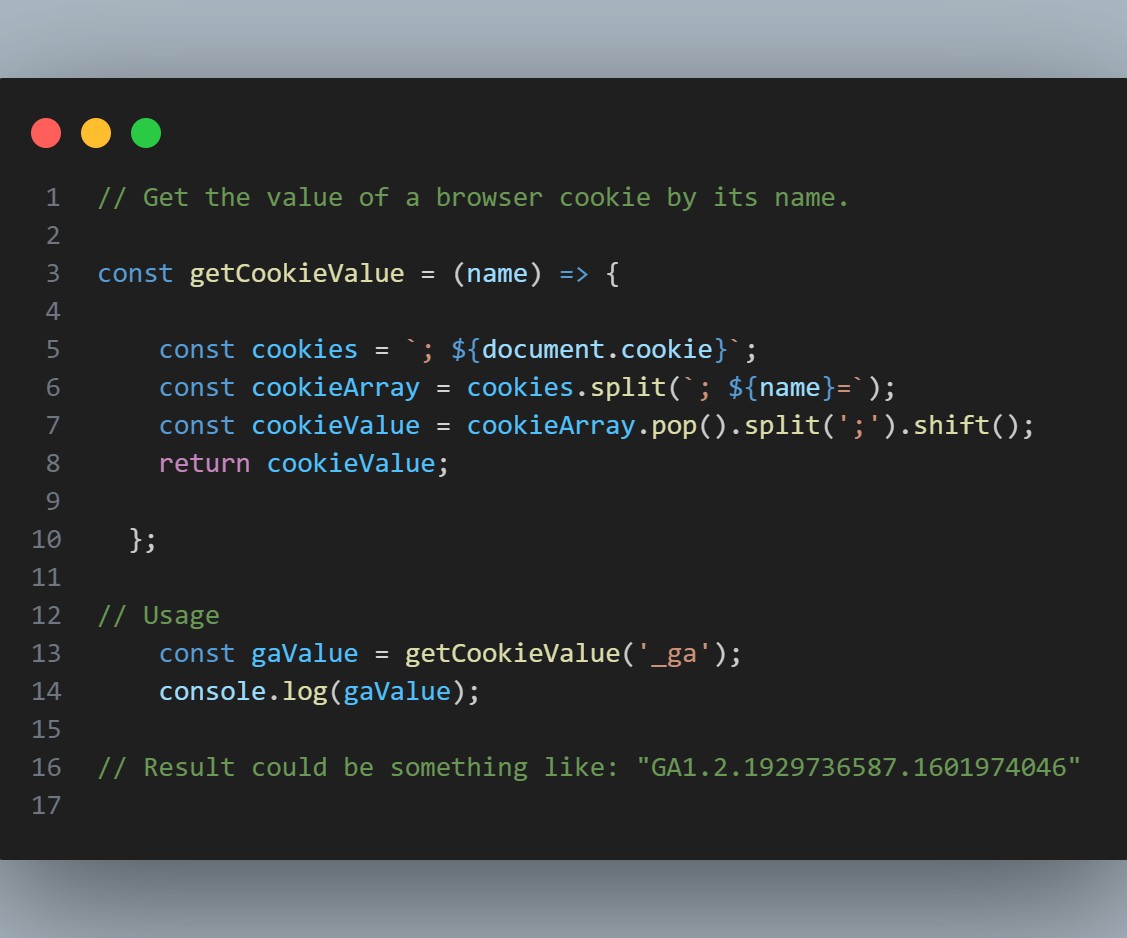 1 // Get the value of a browser cookie by its name.
2
3 const getCookieValue = (name) => {
4
5     const cookies = `; ${document.cookie}`;
6     const cookieArray = cookies.split(`; ${name}=`);
7     const cookieValue = cookieArray.pop().split(';').shift();
8     return cookieValue;
9
10   };
11
12 // Usage
13     const gaValue = getCookieValue('_ga');
14     console.log(gaValue);
15
16 // Result could be something like: "GA1.2.1929736587.1601974046"
17